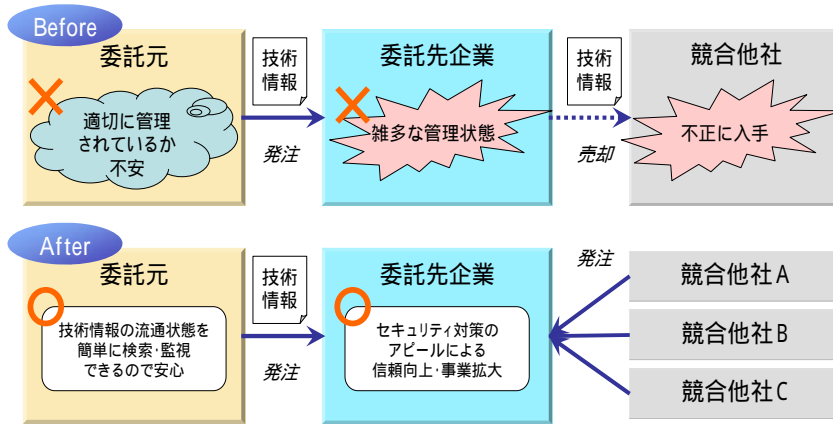 Before
委託元
適切に管理
されているか
不安
技術
情報
発注
委託先企業
雑多な管理状態
技術
情報
売却
競合他社
不正に入手
After
委託元
技術情報の流通状態を
簡単に検索・監視
できるので安心
技術
情報
発注
委託先企業
セキュリティ対策の
アピールによる
信頼向上・事業拡大
発注
競合他社A
競合他社B
競合他社C